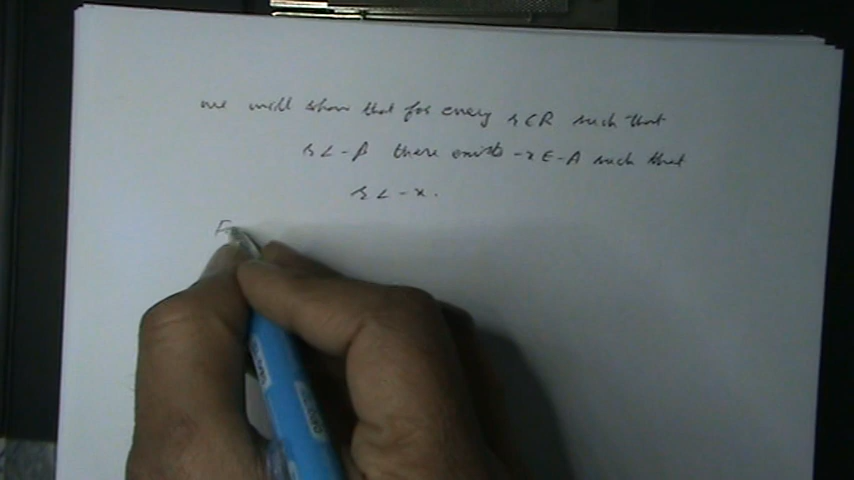 we will show that for every r ∈ R such that
r < -β there exists -x ∈ -A such that
r < -x.
F